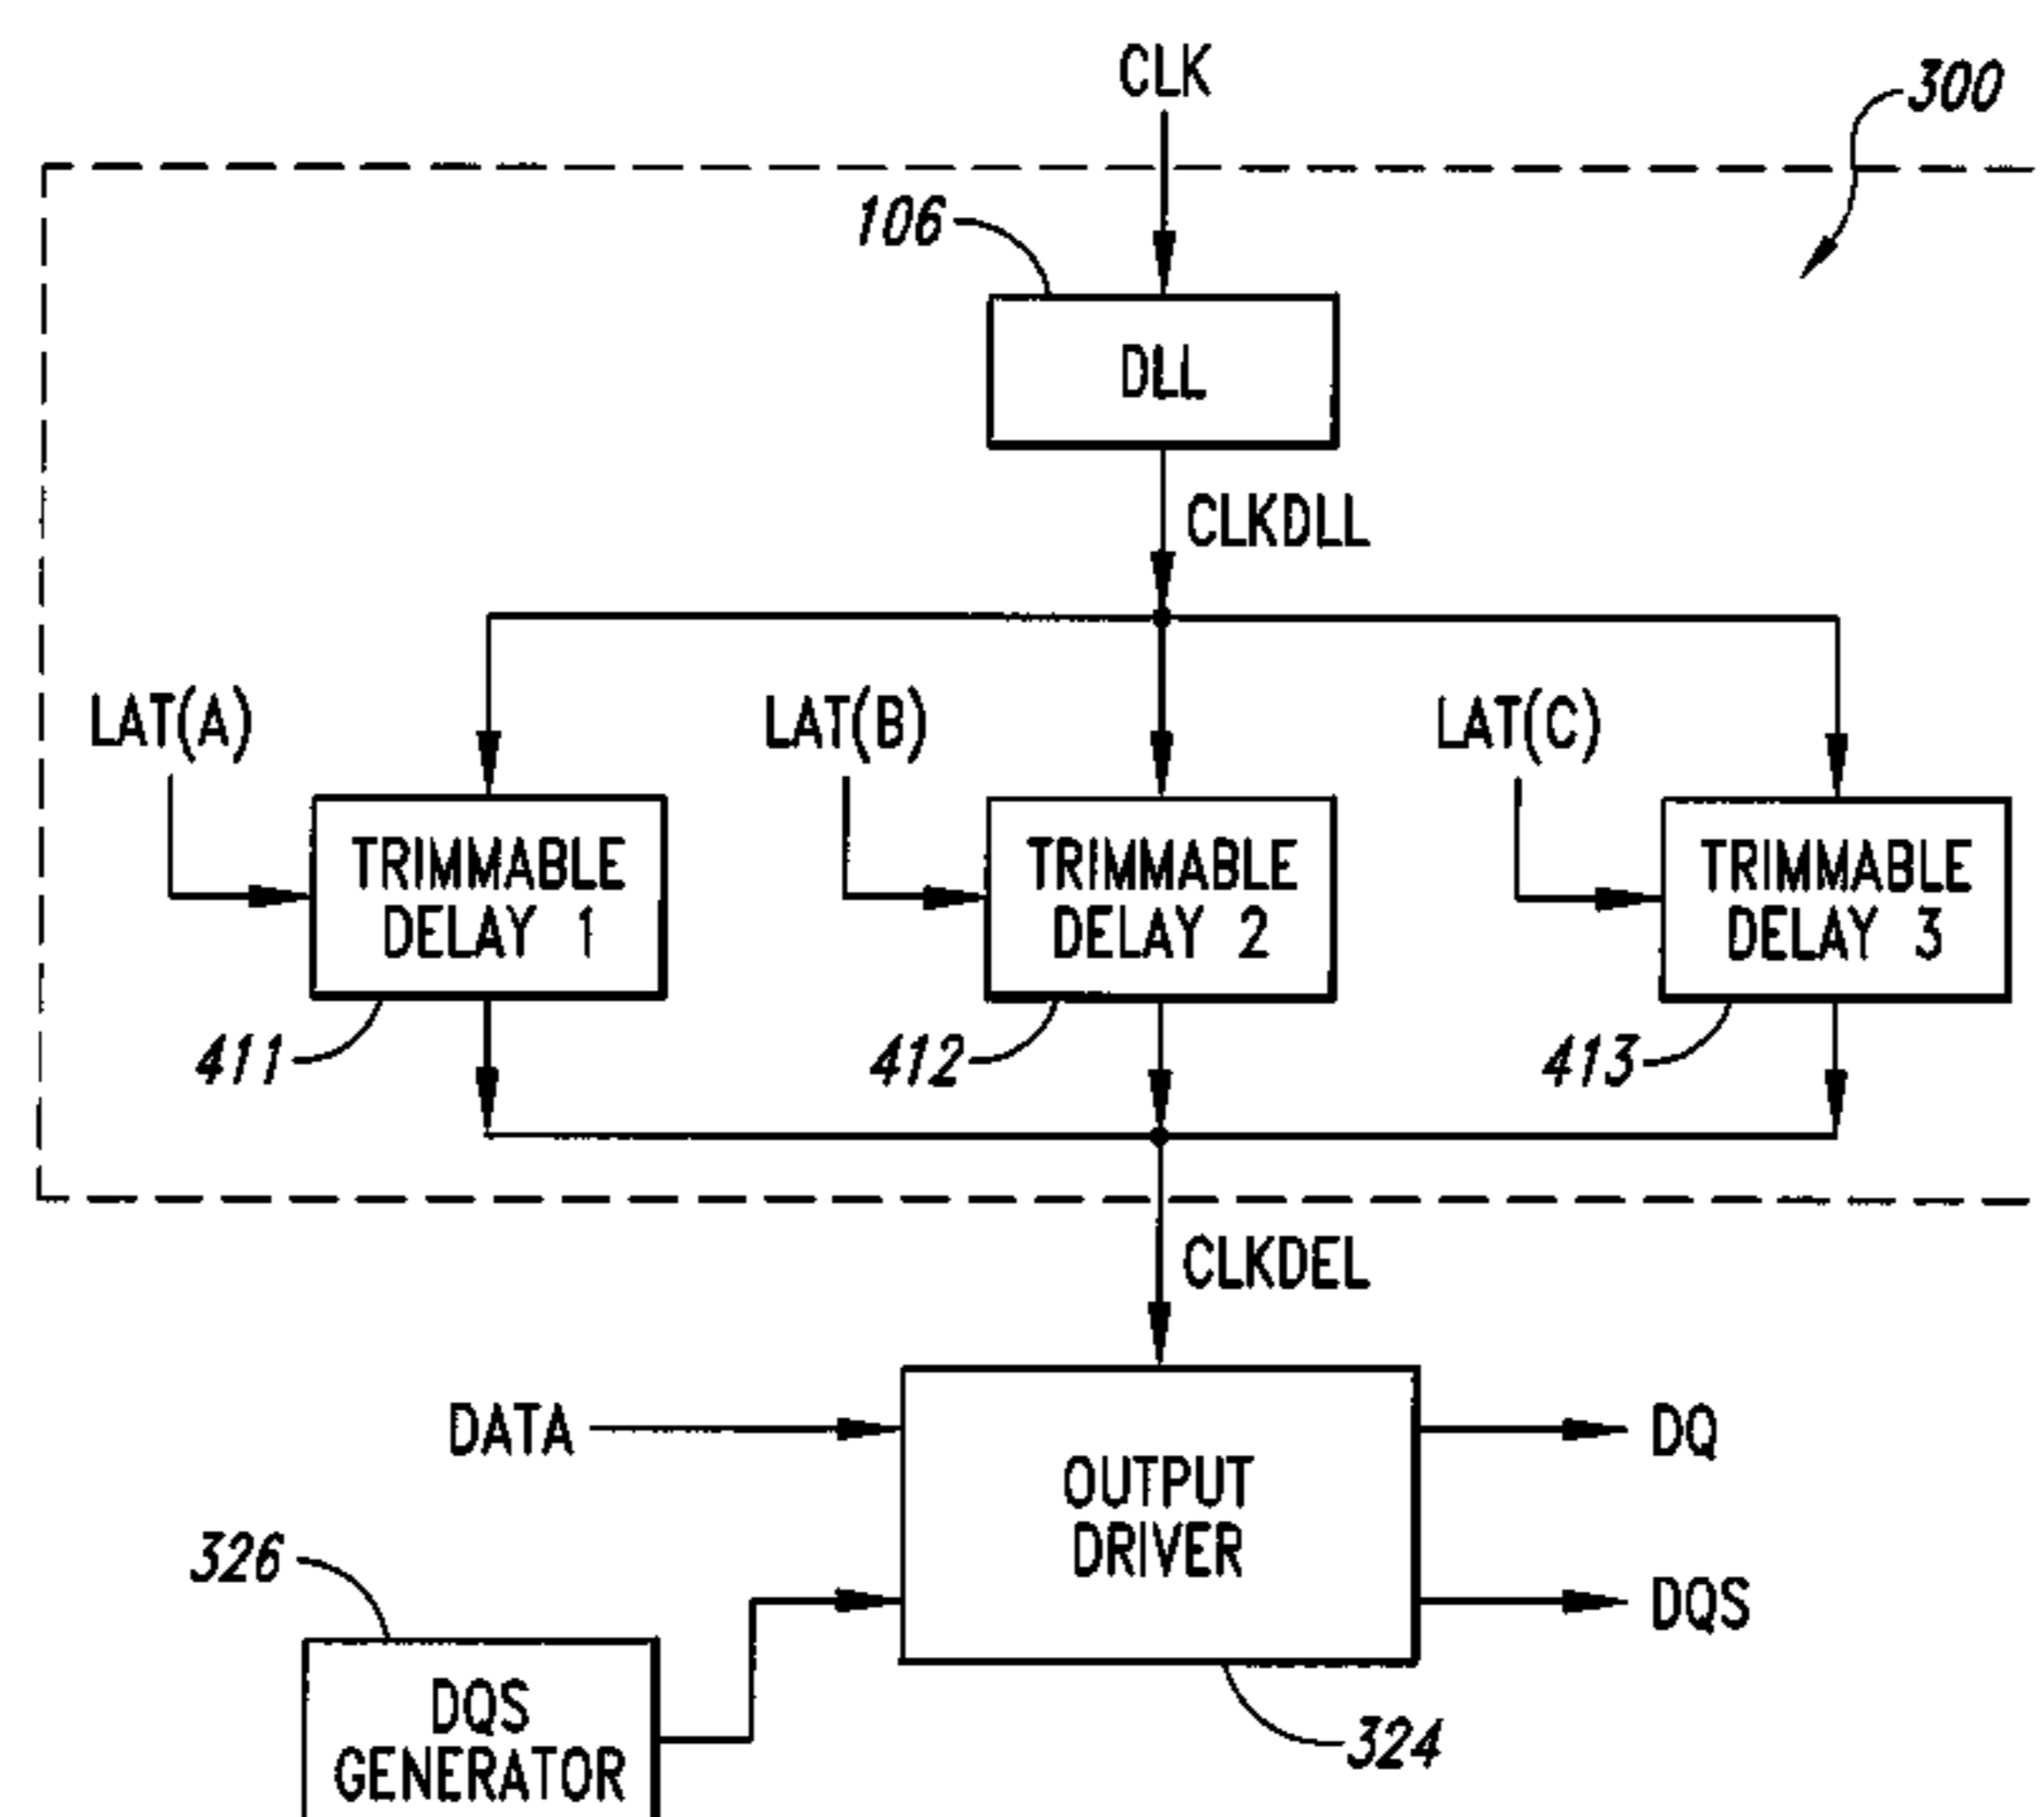 CLK
300
106
DLL
CLKDLL
LAT(A)
LAT(B)
LAT(C)
TRIMMABLE
DELAY 1
TRIMMABLE
DELAY 2
TRIMMABLE
DELAY 3
411
412
413
CLKDEL
DATA
OUTPUT
DRIVER
DQ
DQS
326
DQS
GENERATOR
324